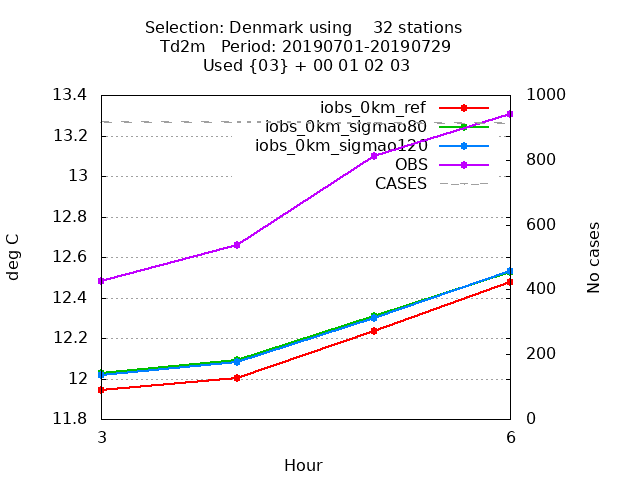 Selection: Denmark using    32 stations
Td2m   Period: 20190701-20190729
Used {03} + 00 01 02 03
13.4
13.2
13
12.8
12.6
12.4
12.2
12
11.8
deg C
iobs_0km_ref
iobs_0km_sigmao80
iobs_0km_sigmao120
OBS
CASES
1000
800
600
400
200
0
No cases
3
6
Hour